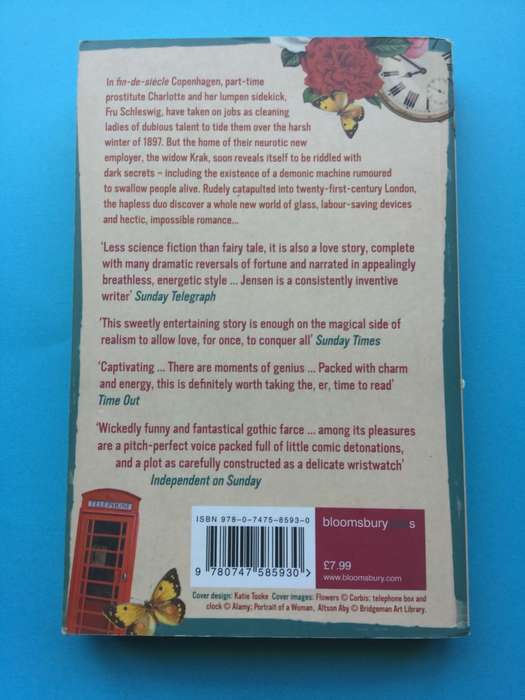 In fin-de-siècle Copenhagen, part-time
prostitute Charlotte and her lumpen sidekick,
Fru Schleswig, have taken on jobs as cleaning
ladies of dubious talent to tide them over the harsh
winter of 1897. But the home of their neurotic new
employer, the widow Krak, soon reveals itself to be riddled with
dark secrets – including the existence of a demonic machine rumoured
to swallow people alive. Rudely catapulted into twenty-first-century London,
the hapless duo discover a whole new world of glass, labour-saving devices
and hectic, impossible romance...
‘Less science fiction than fairy tale, it is also a love story, complete
with many dramatic reversals of fortune and narrated in appealingly
breathless, energetic style ... Jensen is a consistently inventive
writer’ Sunday Telegraph
‘This sweetly entertaining story is enough on the magical side of
realism to allow love, for once, to conquer all’ Sunday Times
‘Captivating ... There are moments of genius ... Packed with charm
and energy, this is definitely worth taking the, er, time to read’
Time Out
‘Wickedly funny and fantastical gothic farce ... among its pleasures
are a pitch-perfect voice packed full of little comic detonations,
and a plot as carefully constructed as a delicate wristwatch’
Independent on Sunday
TELEPHONE
ISBN 978-0-7475-8593-0
9 780747 585930
bloomsburypbks
£7.99
www.bloomsbury.com
Cover design: Katie Tooke Cover images: Flowers © Corbis; telephone box and
clock © Alamy; Portrait of a Woman, Altson Aby © Bridgeman Art Library.